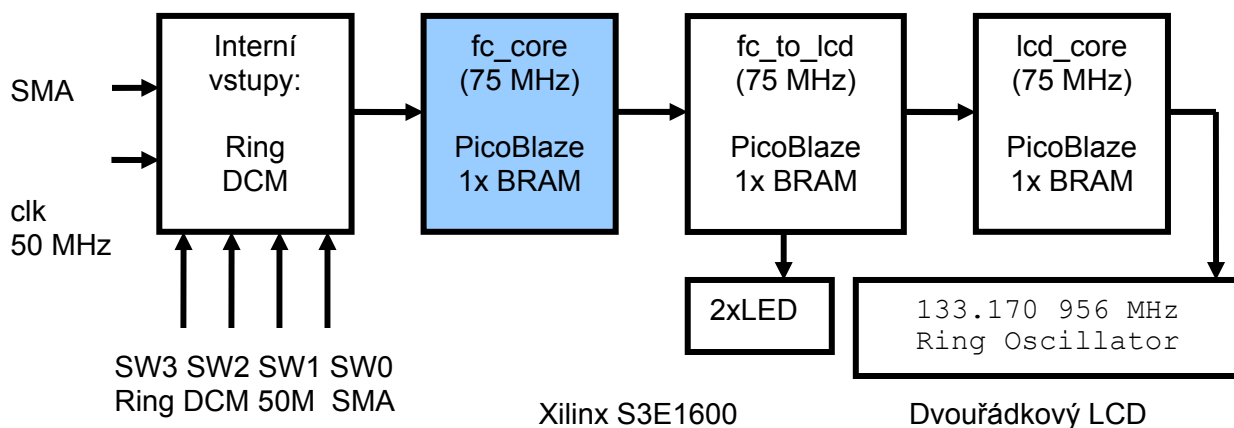 SMA
clk
50 MHz
Interní
vstupy:
Ring
DCM
fc_core
(75 MHz)
PicoBlaze
1x BRAM
fc_to_lcd
(75 MHz)
PicoBlaze
1x BRAM
lcd_core
(75 MHz)
PicoBlaze
1x BRAM
2xLED
133.170 956 MHz
Ring Oscillator
SW3 SW2 SW1 SW0
Ring DCM 50M SMA
Xilinx S3E1600
Dvouřádkový LCD